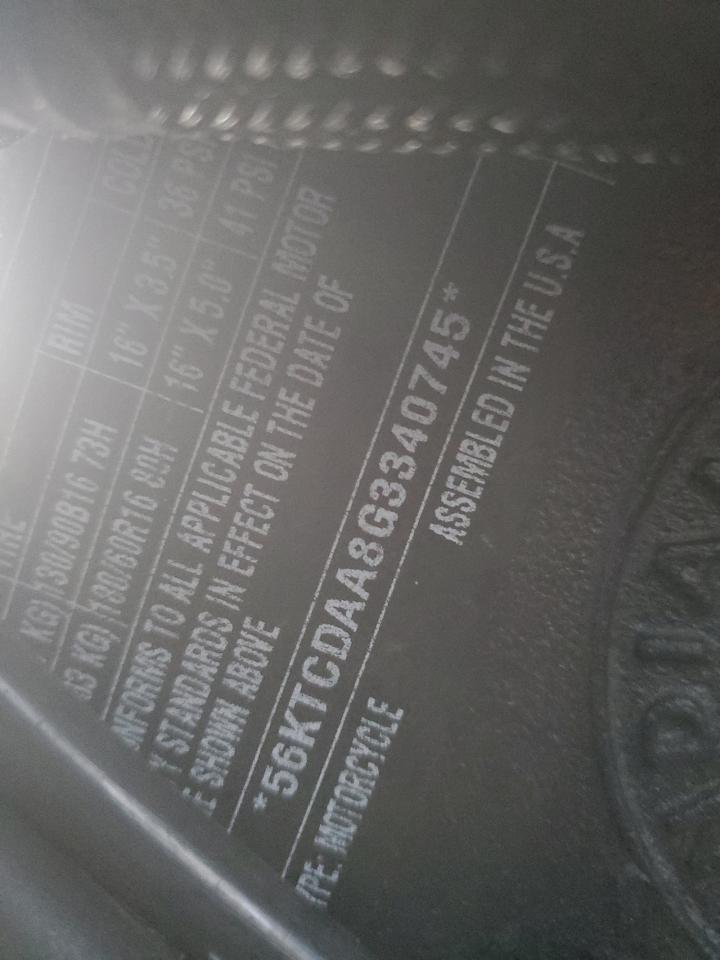 RIM COLD
KG) 130/90B16 73H 16" X 3.5" 36 PSI
KG) 180/60R16 80H 16" X 5.0" 41 PSI
NFORMS TO ALL APPLICABLE FEDERAL MOTOR
Y STANDARDS IN EFFECT ON THE DATE OF
E SHOWN ABOVE
*56KTCDAA8G3340745*
YPE: MOTORCYCLE ASSEMBLED IN THE U.S.A